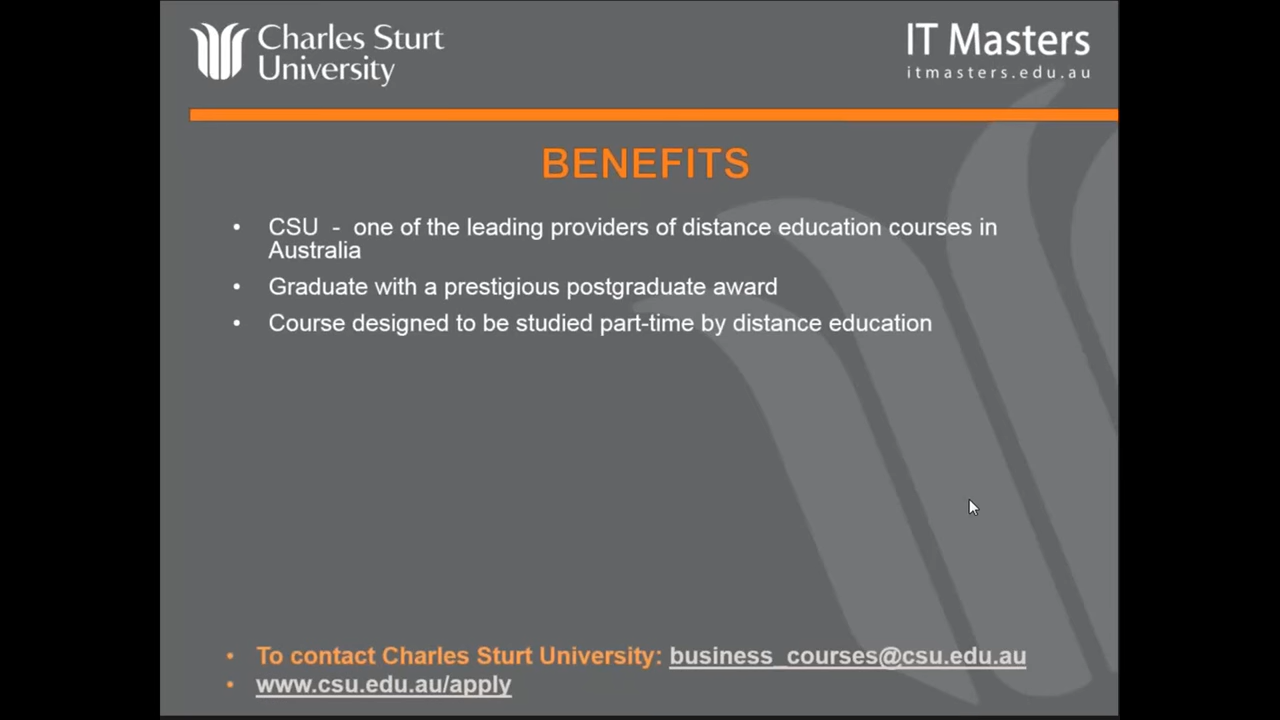 Charles Sturt
University
IT Masters
itmasters.edu.au
BENEFITS
• CSU - one of the leading providers of distance education courses in
Australia
• Graduate with a prestigious postgraduate award
• Course designed to be studied part-time by distance education
• To contact Charles Sturt University: business_courses@csu.edu.au
• www.csu.edu.au/apply